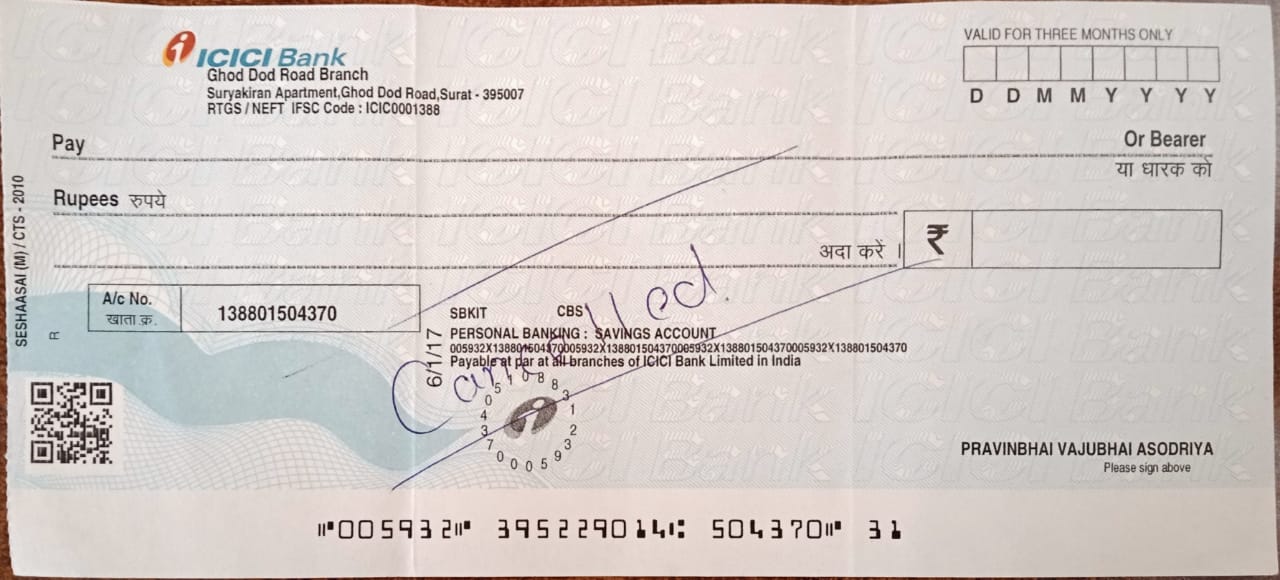 ICICI Bank
Ghod Dod Road Branch
Suryakiran Apartment,Ghod Dod Road,Surat - 395007
RTGS / NEFT IFSC Code : ICIC0001388
VALID FOR THREE MONTHS ONLY
D D M M Y Y Y Y
Pay
Or Bearer
या धारक को
Rupees रुपये
अदा करें ।
₹
A/c No.
खाता क्र.
138801504370
SBKIT CBS
PERSONAL BANKING : SAVINGS ACCOUNT
005932X138801504370005932X138801504370005932X138801504370005932X138801504370
Payable at par at all branches of ICICI Bank Limited in India
Cancelled.
6/1/17
SESHAASAI (M) / CTS - 2010
R
PRAVINBHAI VAJUBHAI ASODRIYA
Please sign above
⑈005932⑈ 395229014⑆ 504370⑈ 31